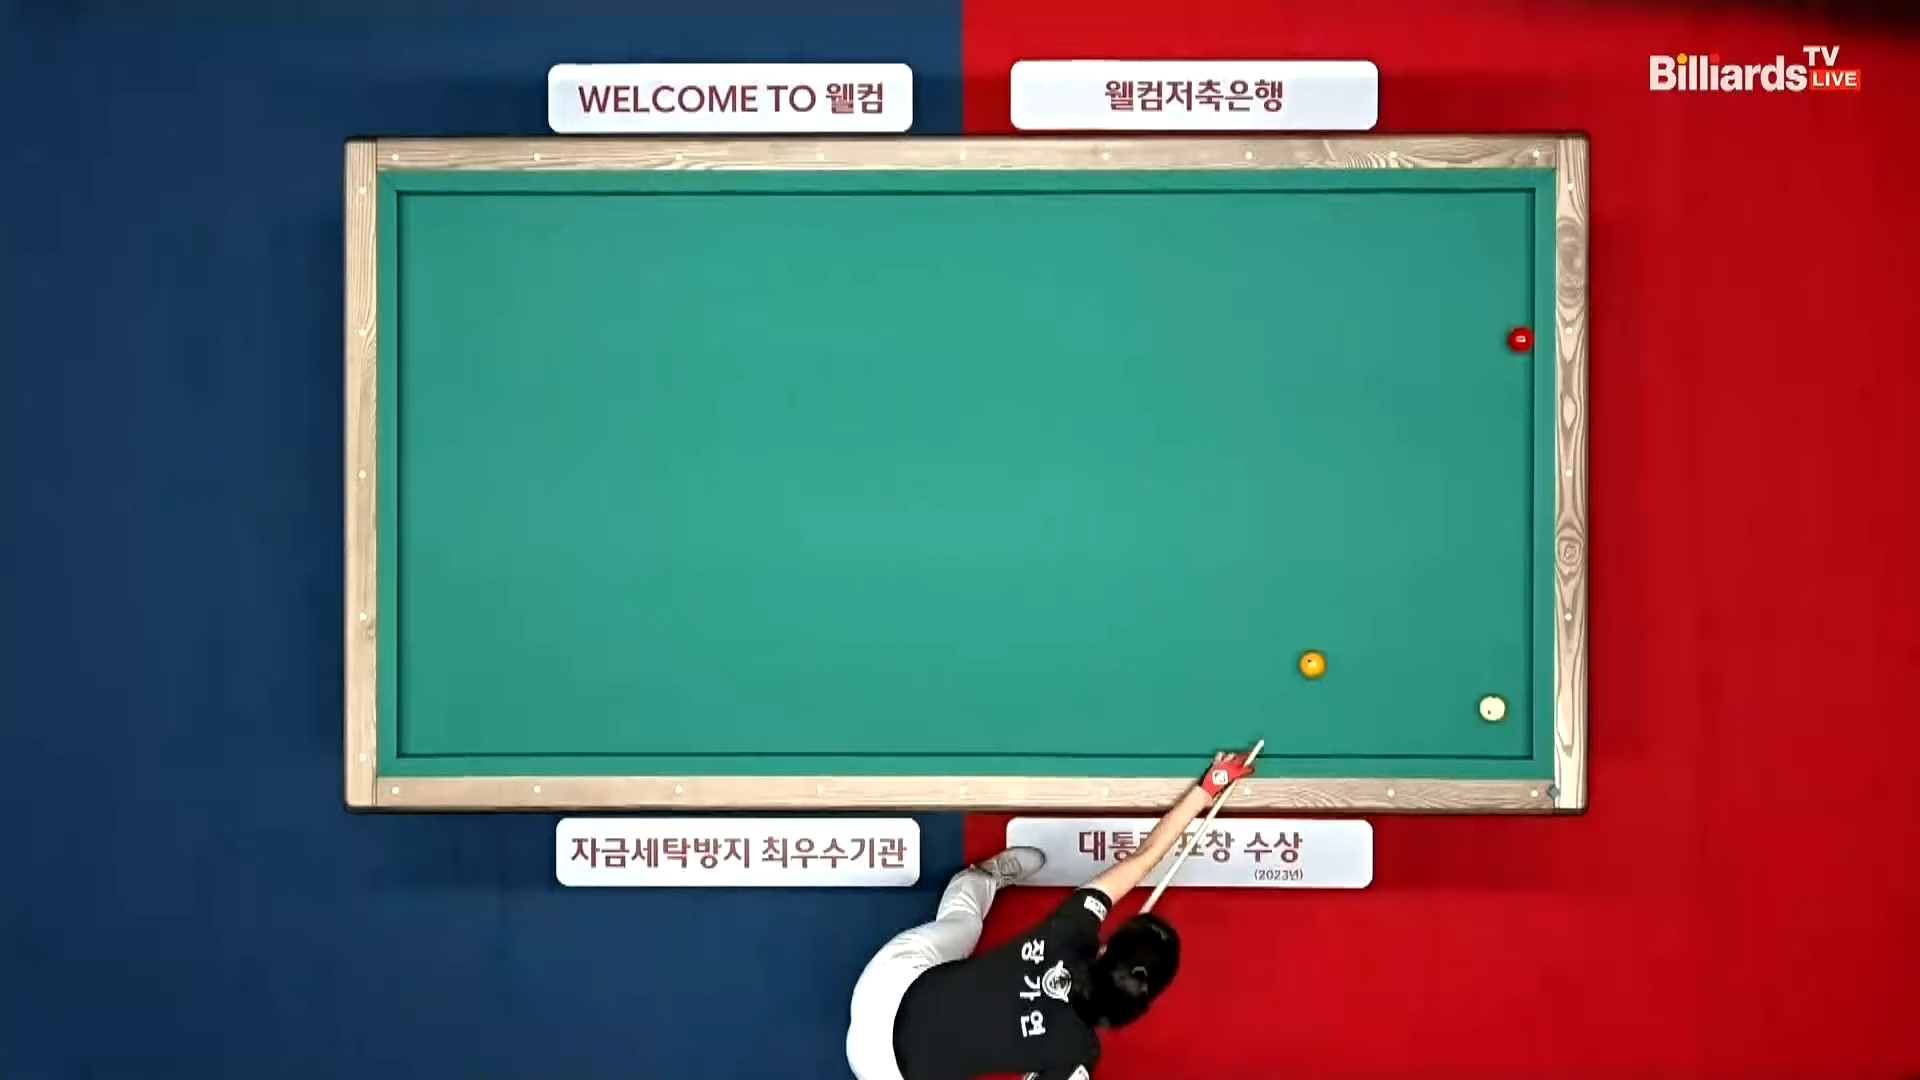 Billiards TV
LIVE
WELCOME TO 웰컴
웰컴저축은행
자금세탁방지 최우수기관
대통 표창 수상
(2023년)
장가연